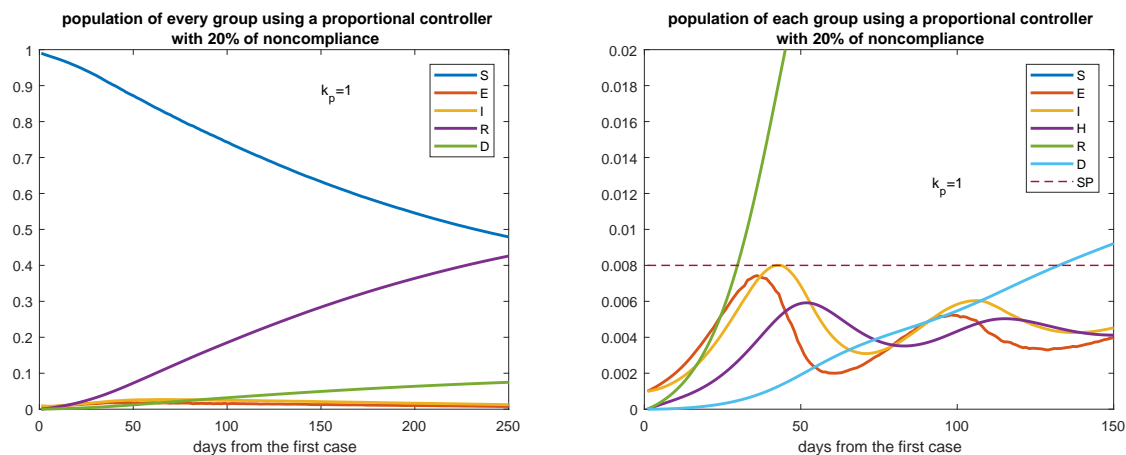 population of every group using a proportional controller
with 20% of noncompliance
1
0.9
0.8
0.7
0.6
0.5
0.4
0.3
0.2
0.1
0
0
50
100
150
200
250
days from the first case
k_p=1
S
E
I
R
D
population of each group using a proportional controller
with 20% of noncompliance
0.02
0.018
0.016
0.014
0.012
0.01
0.008
0.006
0.004
0.002
0
0
50
100
150
days from the first case
k_p=1
S
E
I
H
R
D
SP